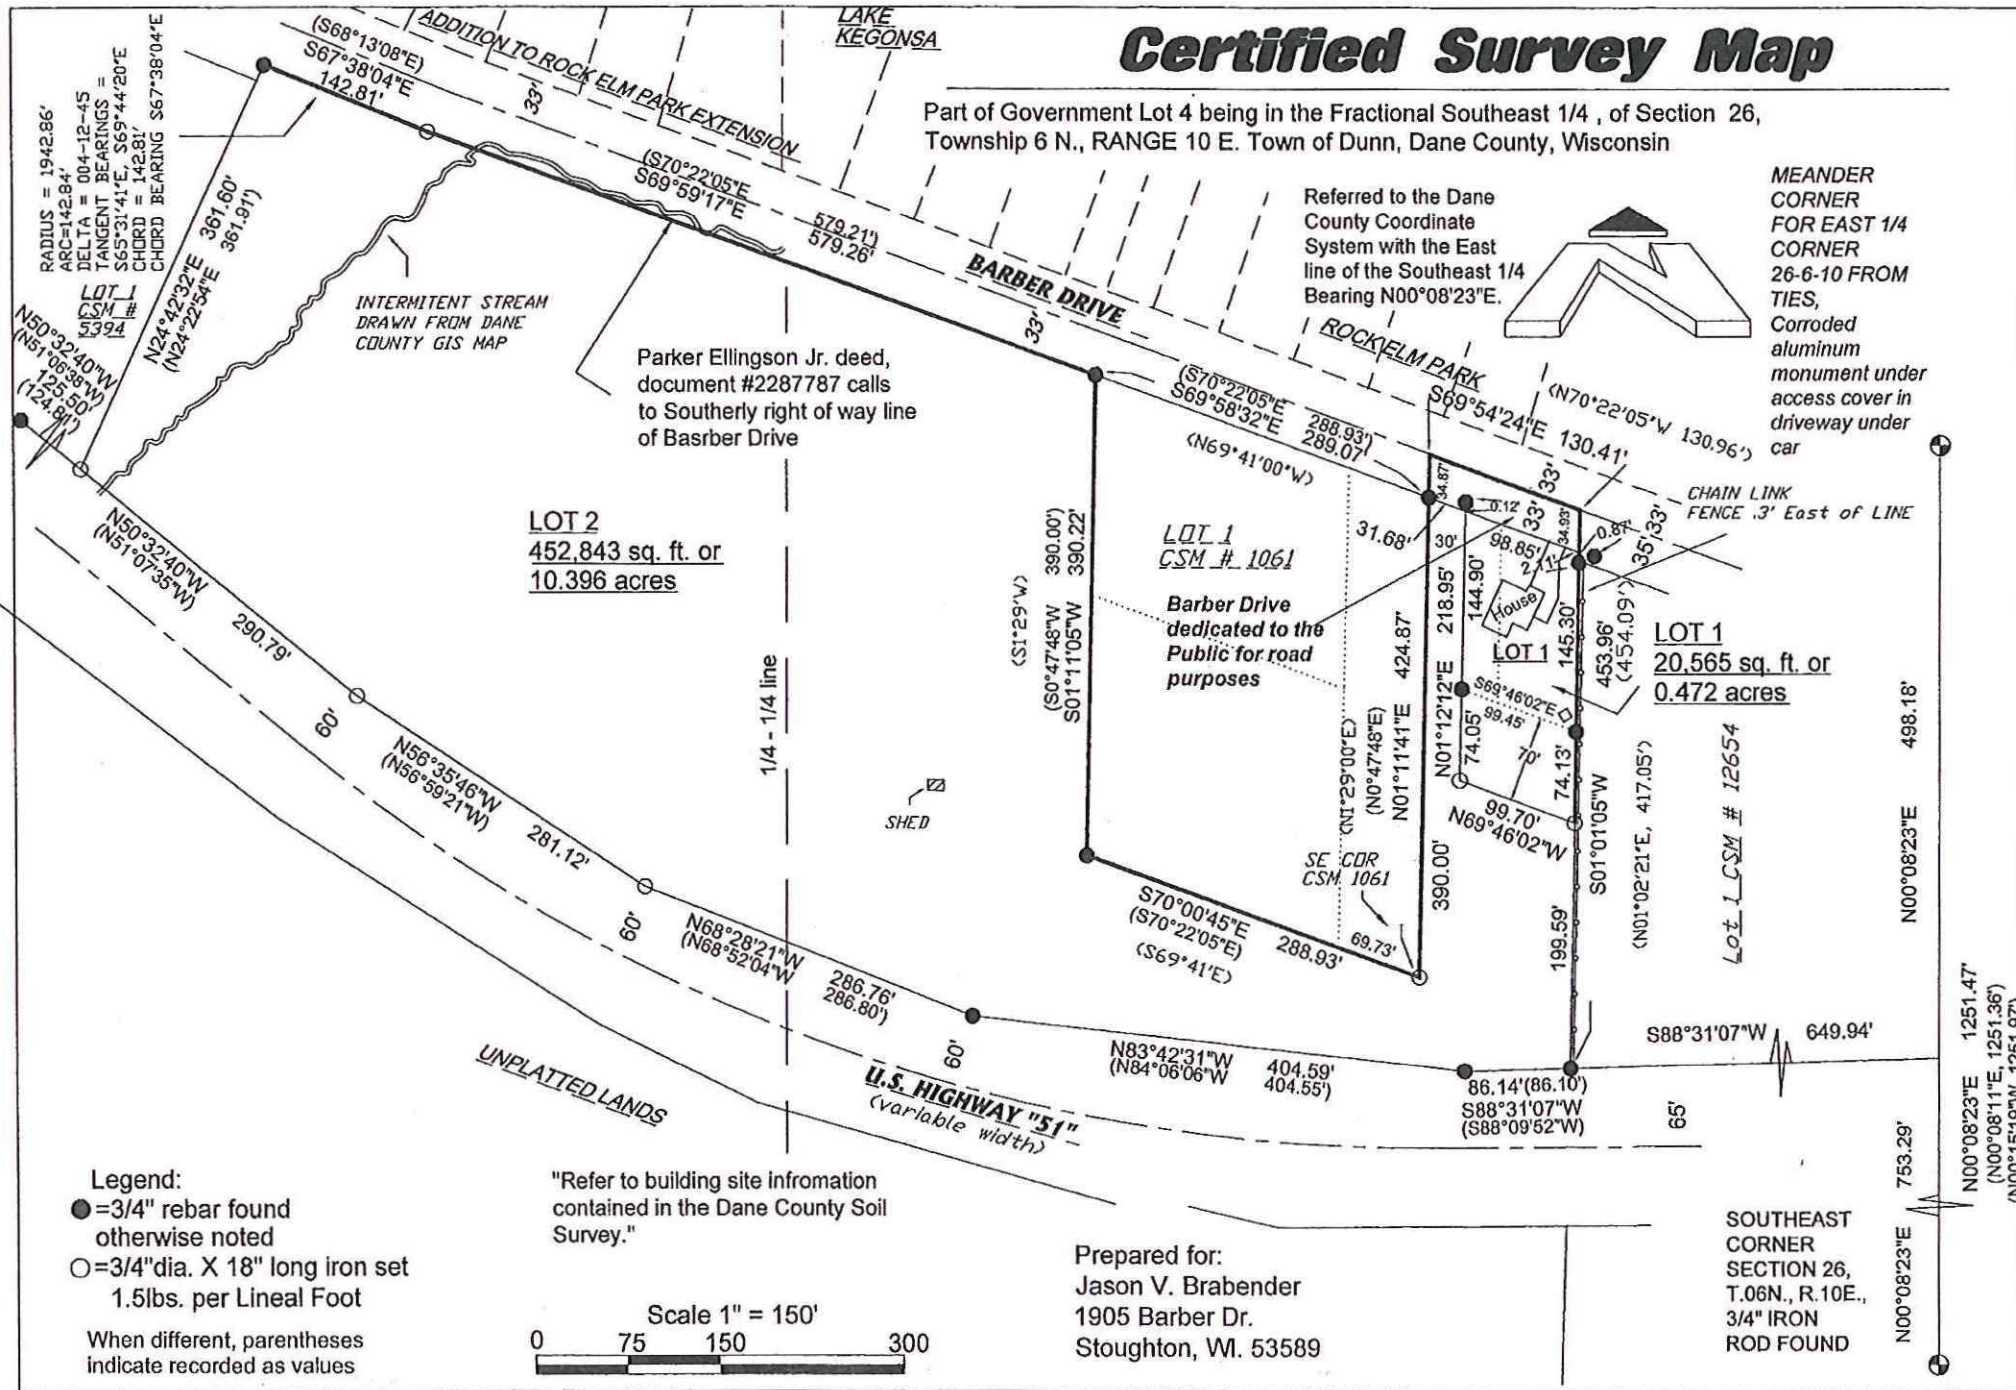 Certified Survey Map
Part of Government Lot 4 being in the Fractional Southeast 1/4 , of Section 26,
Township 6 N., RANGE 10 E. Town of Dunn, Dane County, Wisconsin
LAKE
KEGONSA
ADDITION TO ROCK ELM PARK EXTENSION
(S68°13'08"E)
S67°38'04"E
142.81'
33'
RADIUS = 1942.86'
ARC=142.84'
DELTA = 004-12-45
TANGENT BEARINGS =
S65°31'41"E, S69°44'20"E
CHORD = 142.81'
CHORD BEARING S67°38'04"E
LOT 1
CSM #
5394
N24°42'32"E 361.60'
(N24°22'54"E 361.91')
N50°32'40"W
(N51°06'38"W)
125.50'
(124.84')
INTERMITENT STREAM
DRAWN FROM DANE
COUNTY GIS MAP
(S70°22'05"E
S69°59'17"E
579.21')
579.26'
BARBER DRIVE
33'
Parker Ellingson Jr. deed,
document #2287787 calls
to Southerly right of way line
of Basrber Drive
Referred to the Dane
County Coordinate
System with the East
line of the Southeast 1/4
Bearing N00°08'23"E.
MEANDER
CORNER
FOR EAST 1/4
CORNER
26-6-10 FROM
TIES,
Corroded
aluminum
monument under
access cover in
driveway under
car
ROCK ELM PARK
S69°54'24"E 130.41'
(N70°22'05"W 130.96')
(S70°22'05"E 288.93')
S69°58'32"E 289.07'
(N69°41'00"W)
CHAIN LINK
FENCE .3' East of LINE
34.87'
0.12'
33'
33'
34.93'
0.87'
35'
33'
31.68'
30'
98.85'
2.11'
LOT 2
452,843 sq. ft. or
10.396 acres
LOT 1
CSM # 1061
Barber Drive
dedicated to the
Public for road
purposes
(S1°29'W)
(S0°47'48"W 390.00')
S01°11'05"W 390.22'
(N1°29'00"E)
(N0°47'48"E)
N01°11'41"E 424.87'
390.00'
N01°12'12"E 218.95'
144.90'
74.05'
House
LOT 1
145.30'
453.96'
(454.09')
LOT 1
20,565 sq. ft. or
0.472 acres
S69°46'02"E
99.45'
70'
74.13'
99.70'
N69°46'02"W
S01°01'05"W
199.59'
(N01°02'21"E, 417.05')
Lot 1 CSM # 12654
498.18'
N00°08'23"E
N50°32'40"W
(N51°07'35"W)
290.79'
60'
N56°35'46"W
(N56°59'21"W)
281.12'
60'
1/4 - 1/4 line
SHED
SE COR
CSM 1061
S70°00'45"E
(S70°22'05"E)
288.93'
(S69°41'E)
69.73'
N68°28'21"W
(N68°52'04"W
286.76'
286.80')
60'
N83°42'31"W 404.59'
(N84°06'06"W 404.55')
S88°31'07"W 649.94'
86.14'(86.10')
S88°31'07"W
(S88°09'52"W)
65'
UNPLATTED LANDS
U.S. HIGHWAY "51"
(variable width)
N00°08'23"E 1251.47'
(N00°08'11"E, 1251.36')
753.29'
N00°08'23"E
Legend:
=3/4" rebar found
otherwise noted
=3/4"dia. X 18" long iron set
1.5lbs. per Lineal Foot
When different, parentheses
indicate recorded as values
"Refer to building site infromation
contained in the Dane County Soil
Survey."
Scale 1" = 150'
0 75 150 300
Prepared for:
Jason V. Brabender
1905 Barber Dr.
Stoughton, WI. 53589
SOUTHEAST
CORNER
SECTION 26,
T.06N., R.10E.,
3/4" IRON
ROD FOUND